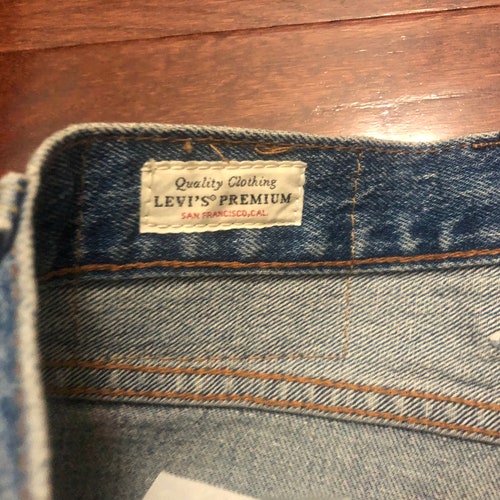 Quality Clothing
LEVI'S® PREMIUM
SAN FRANCISCO, CAL.